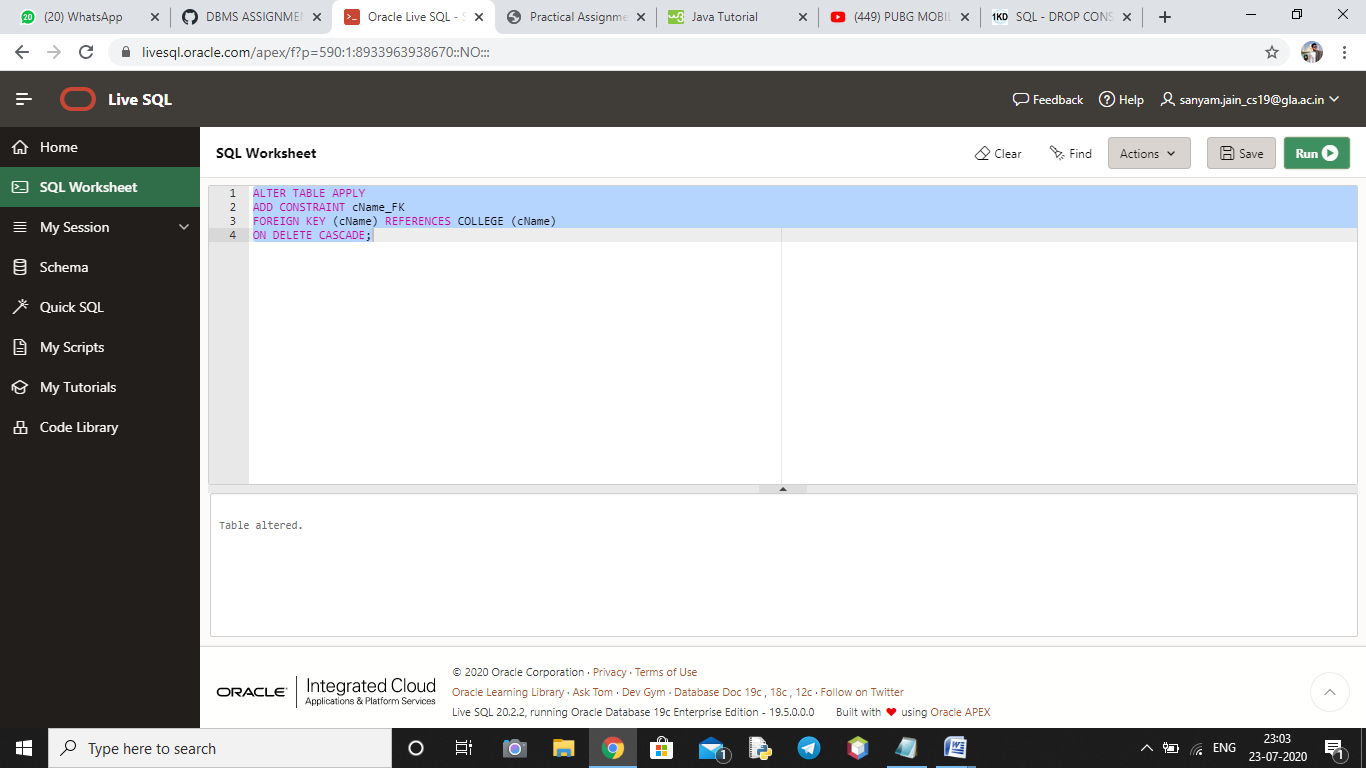 (20) WhatsApp
DBMS ASSIGNME
Oracle Live SQL - S
Practical Assignme
Java Tutorial
(449) PUBG MOBIL
1KD SQL - DROP CONS
livesql.oracle.com/apex/f?p=590:1:8933963938670::NO:::
Live SQL
Feedback
Help
sanyam.jain_cs19@gla.ac.in
Home
SQL Worksheet
My Session
Schema
Quick SQL
My Scripts
My Tutorials
Code Library
SQL Worksheet
Clear
Find
Actions
Save
Run
1 ALTER TABLE APPLY
2 ADD CONSTRAINT cName_FK
3 FOREIGN KEY (cName) REFERENCES COLLEGE (cName)
4 ON DELETE CASCADE;
Table altered.
ORACLE
Integrated Cloud
Applications & Platform Services
© 2020 Oracle Corporation · Privacy · Terms of Use
Oracle Learning Library · Ask Tom · Dev Gym · Database Doc 19c , 18c , 12c · Follow on Twitter
Live SQL 20.2.2, running Oracle Database 19c Enterprise Edition - 19.5.0.0.0 Built with ❤ using Oracle APEX
Type here to search
1
ENG
23:03
23-07-2020
1